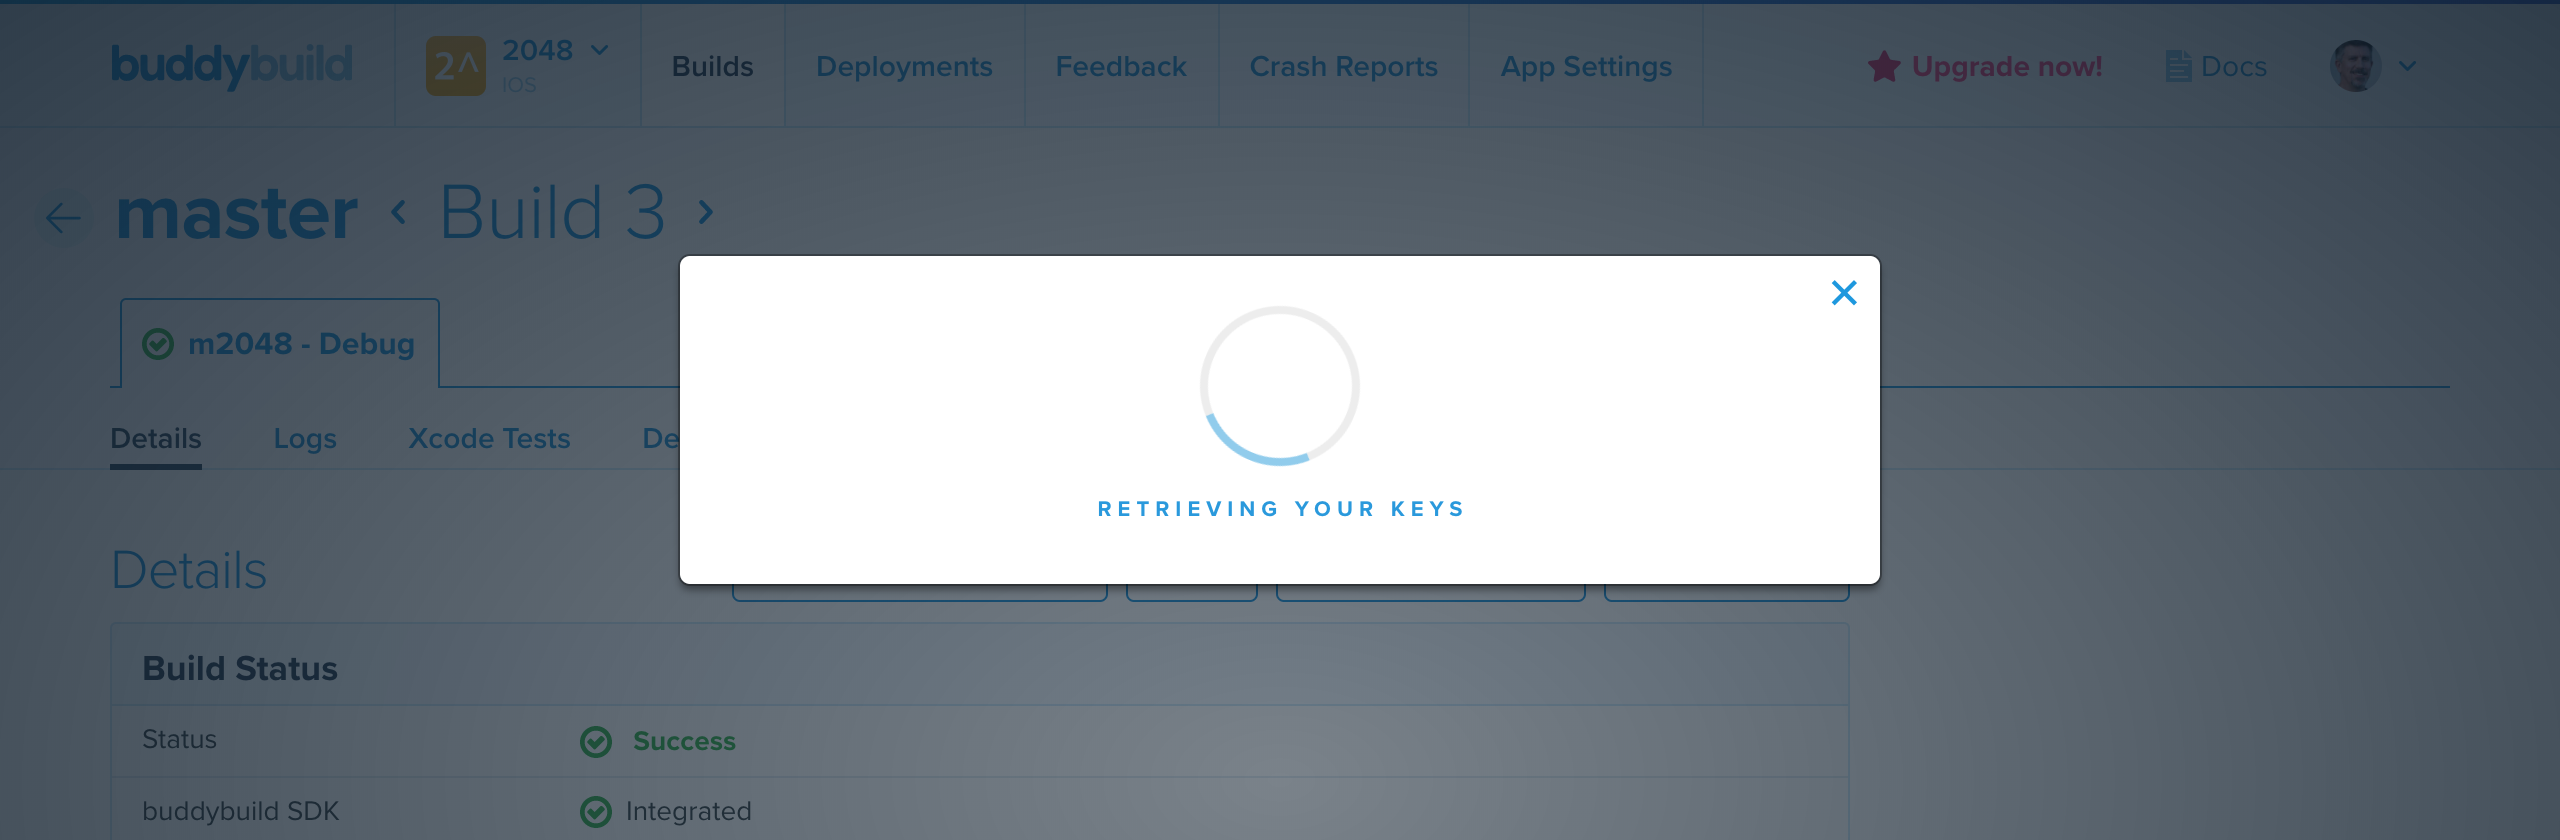 buddybuild
2^
2048
IOS
Builds
Deployments
Feedback
Crash Reports
App Settings
Upgrade now!
Docs
master
Build 3
m2048 - Debug
Details
Logs
Xcode Tests
De
RETRIEVING YOUR KEYS
Details
Build Status
Status
Success
buddybuild SDK
Integrated